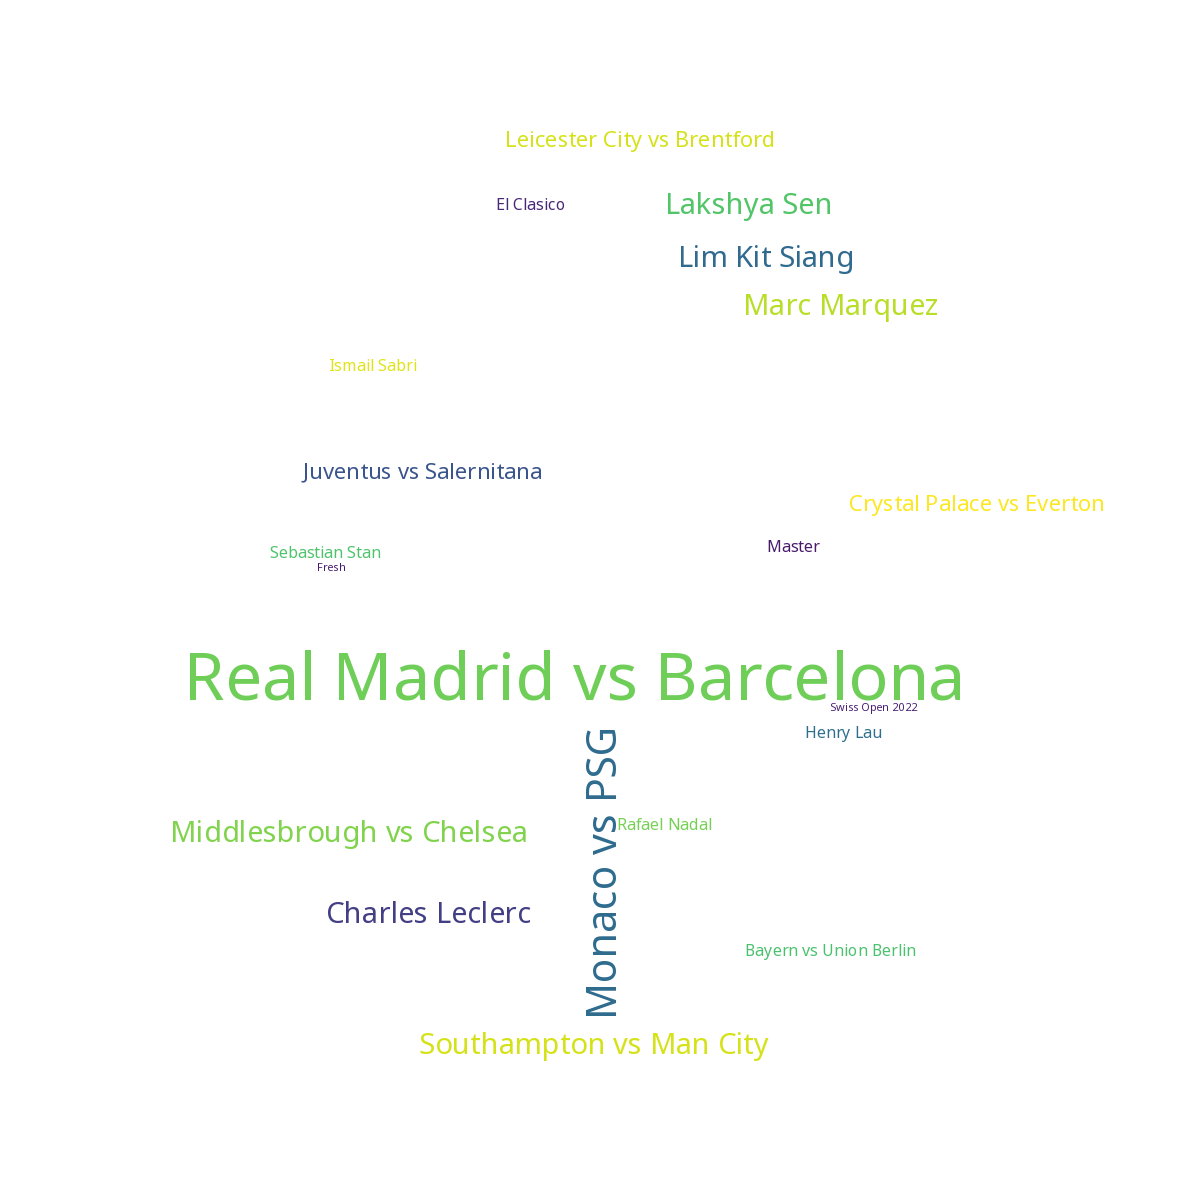 Leicester City vs Brentford
El Clasico
Lakshya Sen
Lim Kit Siang
Marc Marquez
Ismail Sabri
Juventus vs Salernitana
Crystal Palace vs Everton
Master
Sebastian Stan
Fresh
Real Madrid vs Barcelona
Swiss Open 2022
Henry Lau
Monaco vs PSG
Rafael Nadal
Middlesbrough vs Chelsea
Charles Leclerc
Bayern vs Union Berlin
Southampton vs Man City